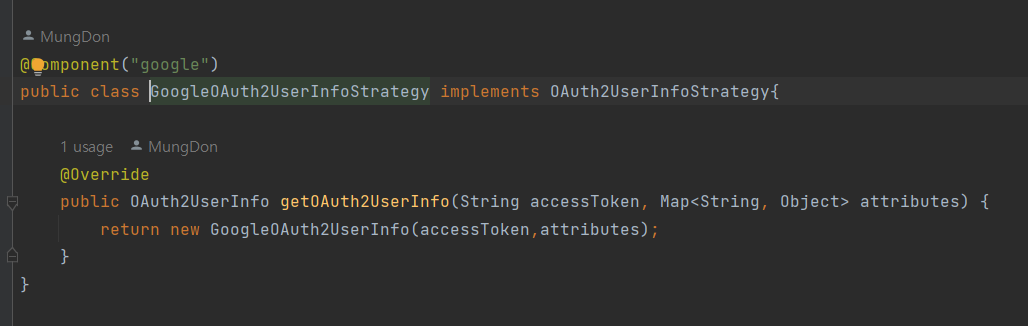 MungDon
@Component("google")
public class GoogleOAuth2UserInfoStrategy implements OAuth2UserInfoStrategy{
1 usage MungDon
@Override
public OAuth2UserInfo getOAuth2UserInfo(String accessToken, Map<String, Object> attributes) {
return new GoogleOAuth2UserInfo(accessToken,attributes);
}
}